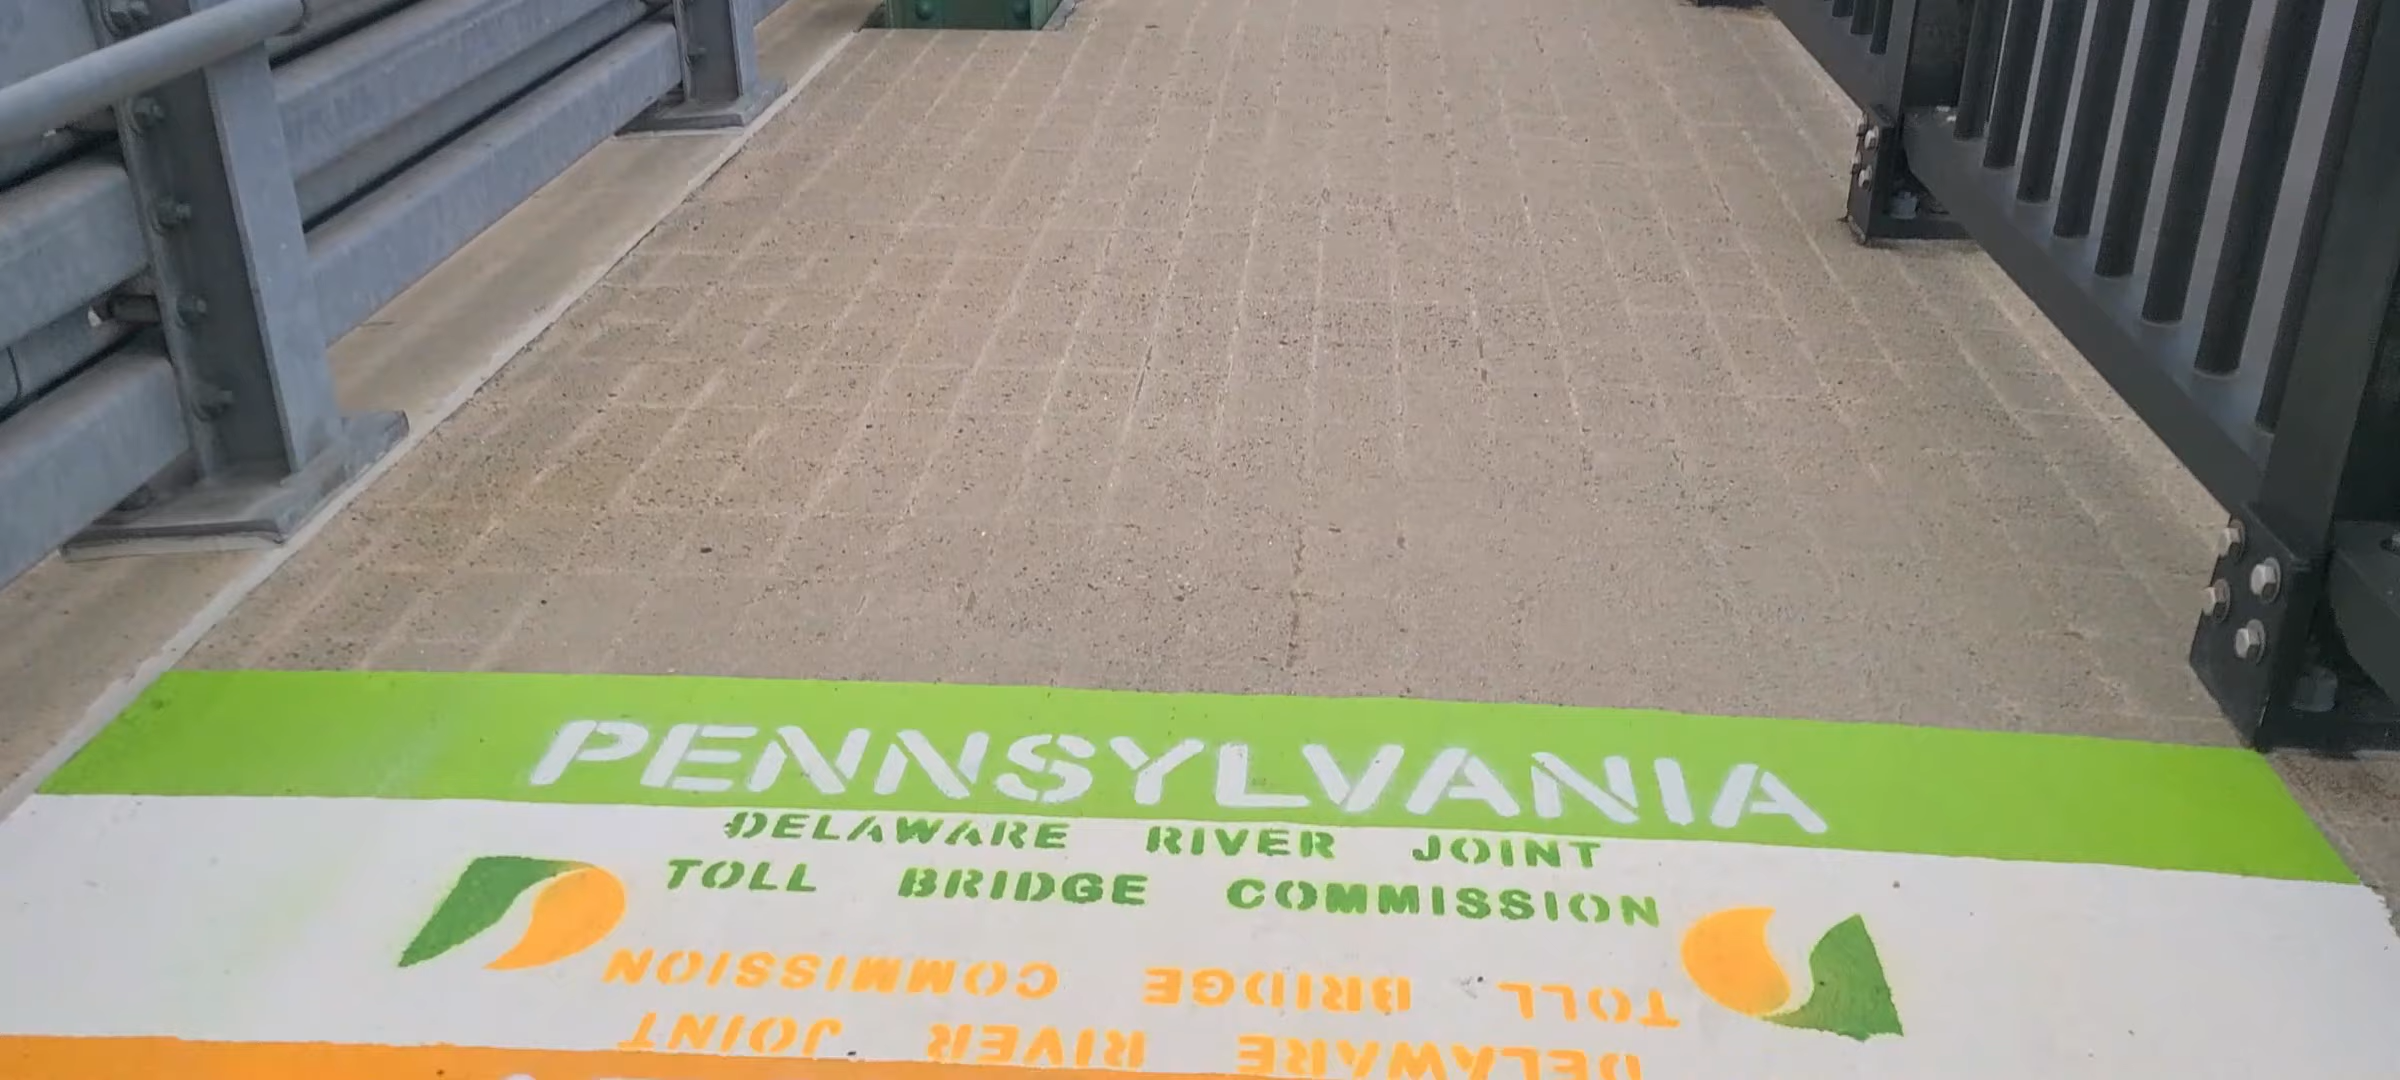 PENNSYLVANIA
DELAWARE RIVER JOINT
TOLL BRIDGE COMMISSION
TOLL BRIDGE COMMISSION
DELAWARE RIVER JOINT